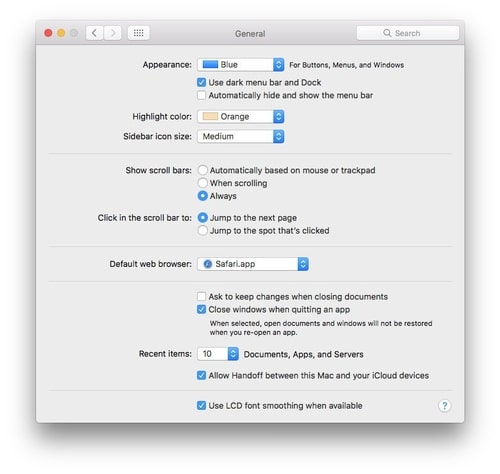 General
Search
Appearance: Blue For Buttons, Menus, and Windows
Use dark menu bar and Dock
Automatically hide and show the menu bar
Highlight color: Orange
Sidebar icon size: Medium
Show scroll bars: Automatically based on mouse or trackpad
When scrolling
Always
Click in the scroll bar to: Jump to the next page
Jump to the spot that's clicked
Default web browser: Safari.app
Ask to keep changes when closing documents
Close windows when quitting an app
When selected, open documents and windows will not be restored
when you re-open an app.
Recent items: 10 Documents, Apps, and Servers
Allow Handoff between this Mac and your iCloud devices
Use LCD font smoothing when available ?